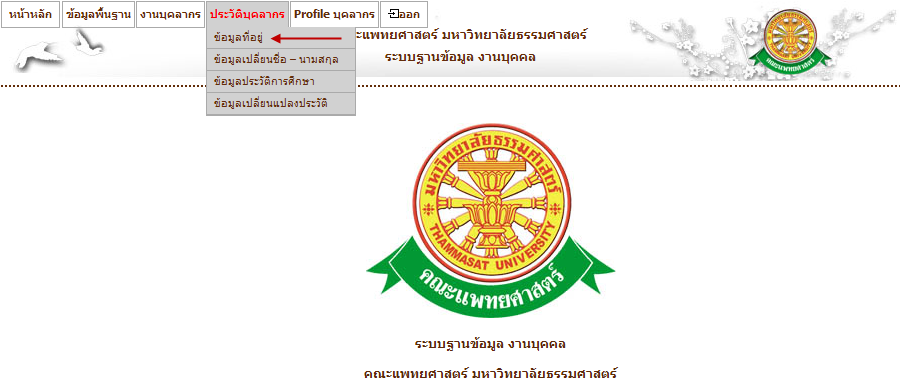 หน้าหลัก ข้อมูลพื้นฐาน งานบุคลากร ประวัติบุคลากร Profile บุคลากร ออก
ข้อมูลที่อยู่
ข้อมูลเปลี่ยนชื่อ – นามสกุล
ข้อมูลประวัติการศึกษา
ข้อมูลเปลี่ยนแปลงประวัติ
ะแพทยศาสตร์ มหาวิทยาลัยธรรมศาสตร์
ระบบฐานข้อมูล งานบุคคล
มหาวิทยาลัยธรรมศาสตร์
THAMMASAT UNIVERSITY
คณะแพทยศาสตร์
ระบบฐานข้อมูล งานบุคคล
คณะแพทยศาสตร์ มหาวิทยาลัยธรรมศาสตร์